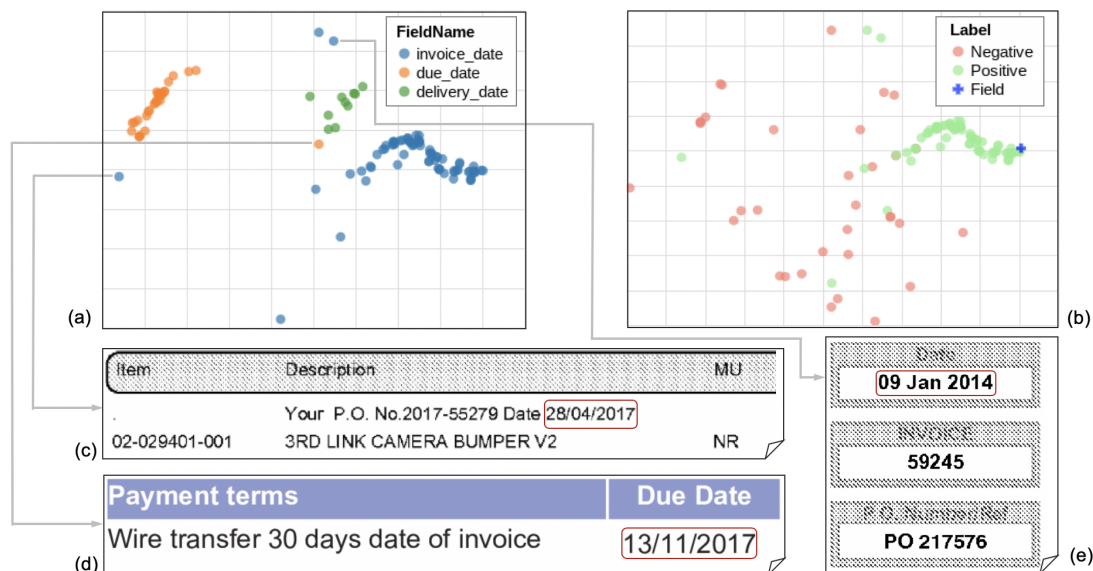 FieldName
invoice_date
due_date
delivery_date
(a)
Label
Negative
Positive
Field
(b)
Item Description MU
. Your P.O. No.2017-55279 Date 28/04/2017
02-029401-001 3RD LINK CAMERA BUMPER V2 NR
(c)
Payment terms Due Date
Wire transfer 30 days date of invoice 13/11/2017
(d)
Date
09 Jan 2014
INVOICE
59245
P.O. Number/Ref
PO 217576
(e)